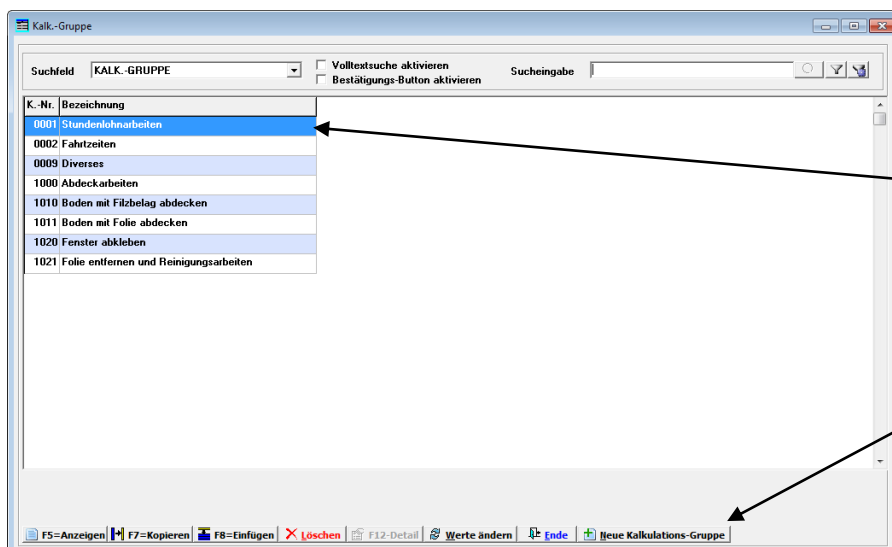 Kalk.-Gruppe
Suchfeld KALK.-GRUPPE Volltextsuche aktivieren Sucheingabe
Bestätigungs-Button aktivieren
K.-Nr. Bezeichnung
0001 Stundenlohnarbeiten
0002 Fahrtzeiten
0009 Diverses
1000 Abdeckarbeiten
1010 Boden mit Filzbelag abdecken
1011 Boden mit Folie abdecken
1020 Fenster abkleben
1021 Folie entfernen und Reinigungsarbeiten
F5=Anzeigen F7=Kopieren F8=Einfügen Löschen F12-Detail Werte ändern Ende Neue Kalkulations-Gruppe